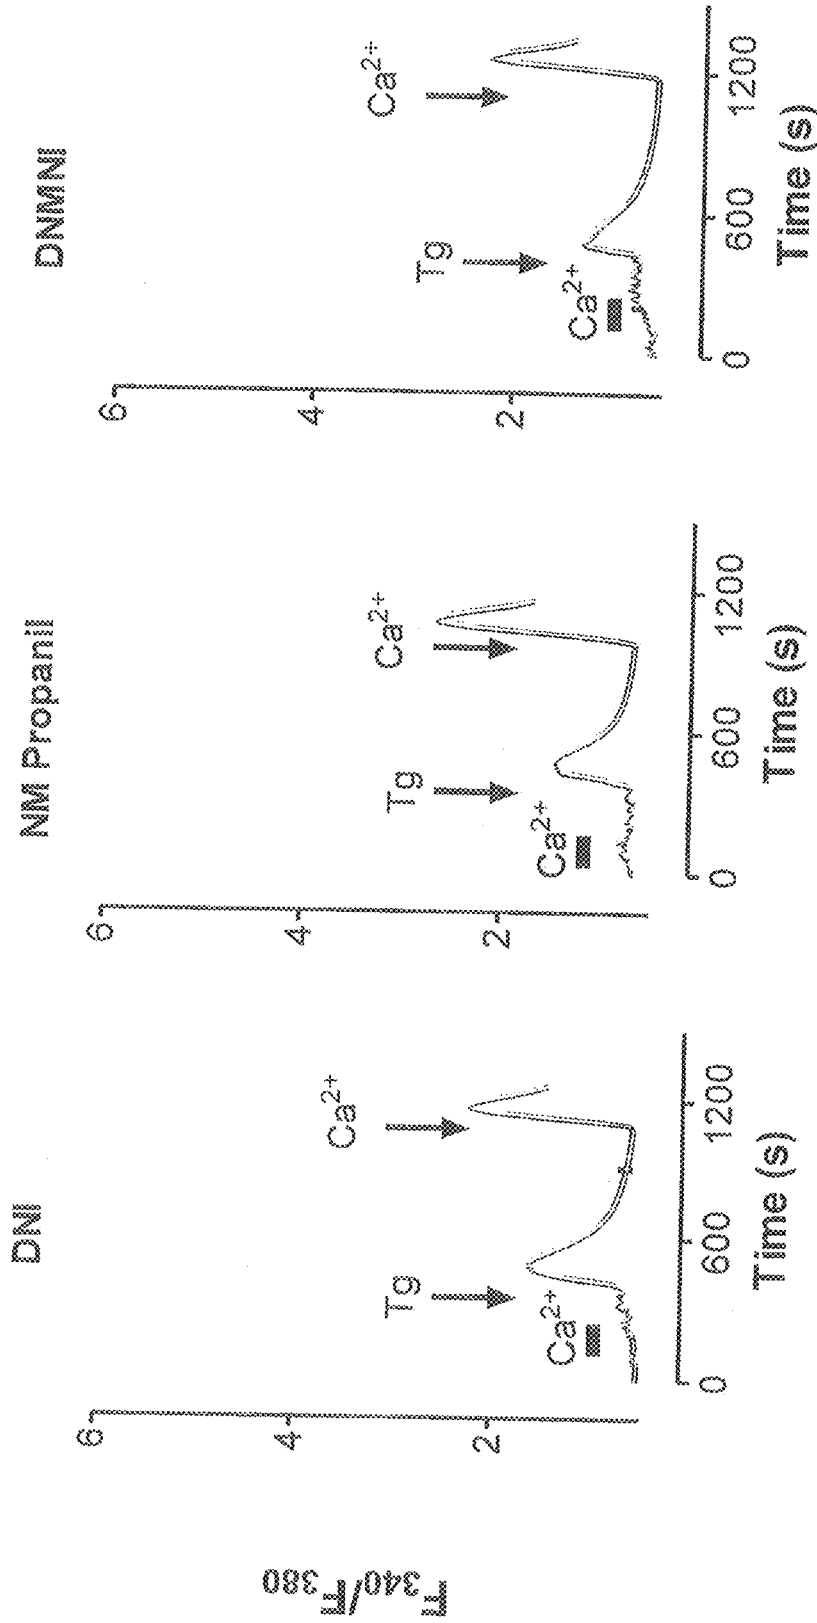 DNI
NM Propanil
DNMNI
F340/F380
6
4
2
Tg
Ca2+
Ca2+
0
600
1200
Time (s)
6
4
2
Tg
Ca2+
Ca2+
0
600
1200
Time (s)
6
4
2
Tg
Ca2+
Ca2+
0
600
1200
Time (s)